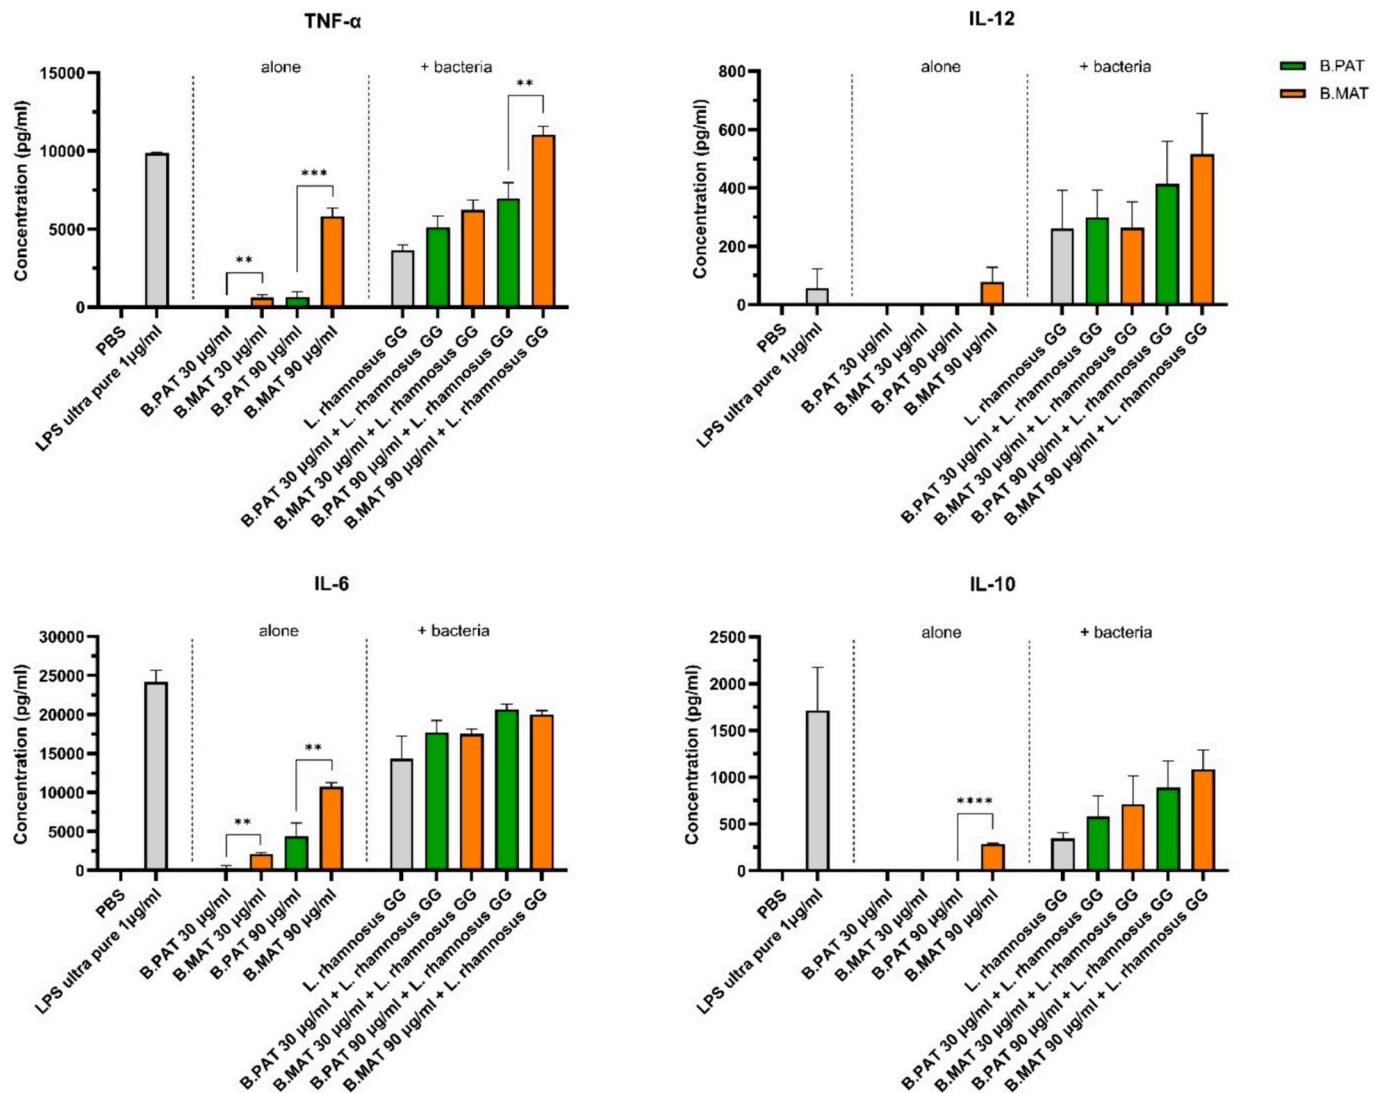 TNF-α
Concentration (pg/ml)
15000
10000
5000
0
alone
+ bacteria
**
***
**
PBS
LPS ultra pure 1µg/ml
B.PAT 30 µg/ml
B.MAT 30 µg/ml
B.PAT 90 µg/ml
B.MAT 90 µg/ml
L. rhamnosus GG
B.PAT 30 µg/ml + L. rhamnosus GG
B.MAT 30 µg/ml + L. rhamnosus GG
B.PAT 90 µg/ml + L. rhamnosus GG
B.MAT 90 µg/ml + L. rhamnosus GG
IL-12
Concentration (pg/ml)
800
600
400
200
0
alone
+ bacteria
PBS
LPS ultra pure 1µg/ml
B.PAT 30 µg/ml
B.MAT 30 µg/ml
B.PAT 90 µg/ml
B.MAT 90 µg/ml
L. rhamnosus GG
B.PAT 30 µg/ml + L. rhamnosus GG
B.MAT 30 µg/ml + L. rhamnosus GG
B.PAT 90 µg/ml + L. rhamnosus GG
B.MAT 90 µg/ml + L. rhamnosus GG
B.PAT
B.MAT
IL-6
Concentration (pg/ml)
30000
25000
20000
15000
10000
5000
0
alone
+ bacteria
**
**
PBS
LPS ultra pure 1µg/ml
B.PAT 30 µg/ml
B.MAT 30 µg/ml
B.PAT 90 µg/ml
B.MAT 90 µg/ml
L. rhamnosus GG
B.PAT 30 µg/ml + L. rhamnosus GG
B.MAT 30 µg/ml + L. rhamnosus GG
B.PAT 90 µg/ml + L. rhamnosus GG
B.MAT 90 µg/ml + L. rhamnosus GG
IL-10
Concentration (pg/ml)
2500
2000
1500
1000
500
0
alone
+ bacteria
****
PBS
LPS ultra pure 1µg/ml
B.PAT 30 µg/ml
B.MAT 30 µg/ml
B.PAT 90 µg/ml
B.MAT 90 µg/ml
L. rhamnosus GG
B.PAT 30 µg/ml + L. rhamnosus GG
B.MAT 30 µg/ml + L. rhamnosus GG
B.PAT 90 µg/ml + L. rhamnosus GG
B.MAT 90 µg/ml + L. rhamnosus GG